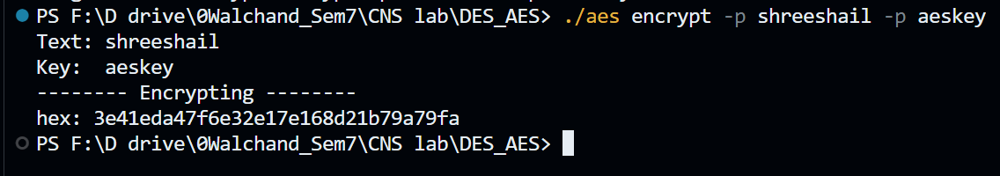 PS F:\D drive\0Walchand_Sem7\CNS lab\DES_AES> ./aes encrypt -p shreeshail -p aeskey
Text: shreeshail
Key:  aeskey
-------- Encrypting --------
hex: 3e41eda47f6e32e17e168d21b79a79fa
PS F:\D drive\0Walchand_Sem7\CNS lab\DES_AES>